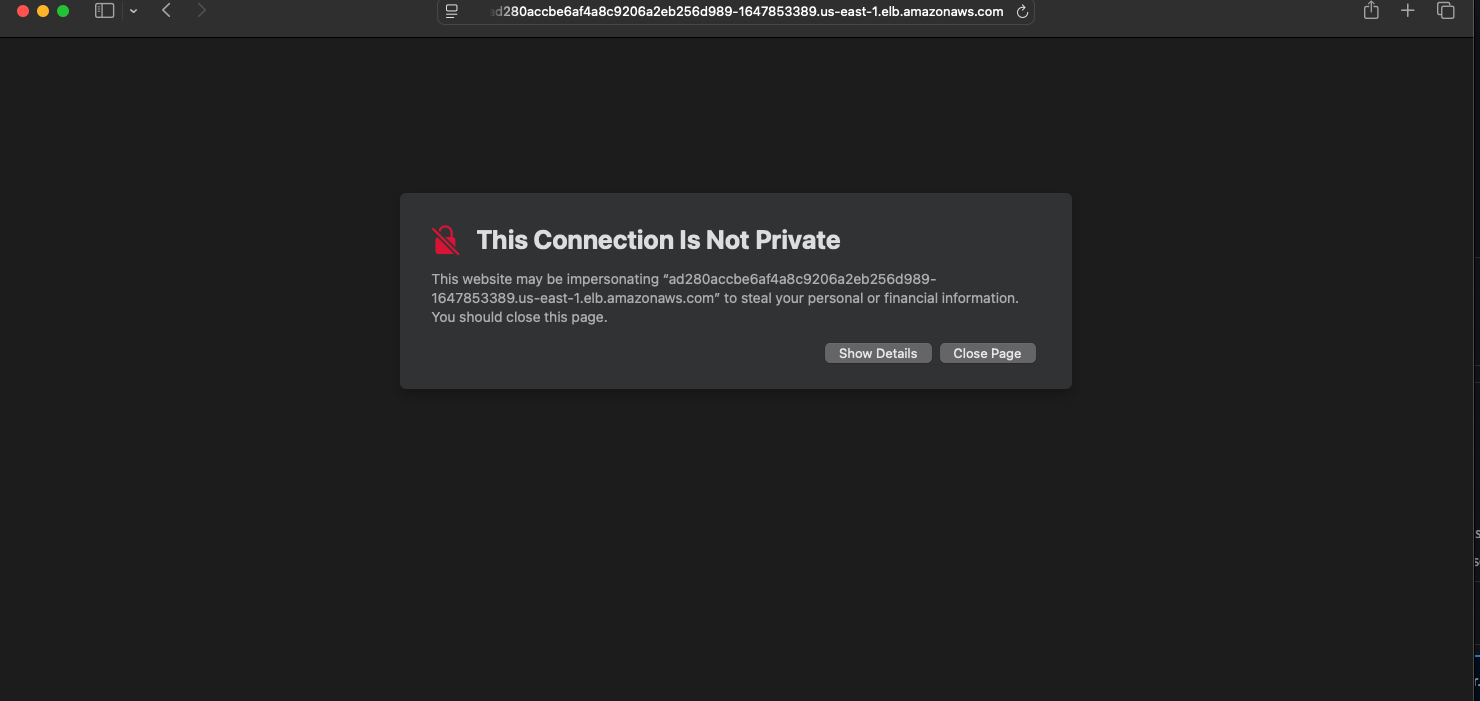 d280accbe6af4a8c9206a2eb256d989-1647853389.us-east-1.elb.amazonaws.com
This Connection Is Not Private
This website may be impersonating “ad280accbe6af4a8c9206a2eb256d989-
1647853389.us-east-1.elb.amazonaws.com” to steal your personal or financial information.
You should close this page.
Show Details Close Page